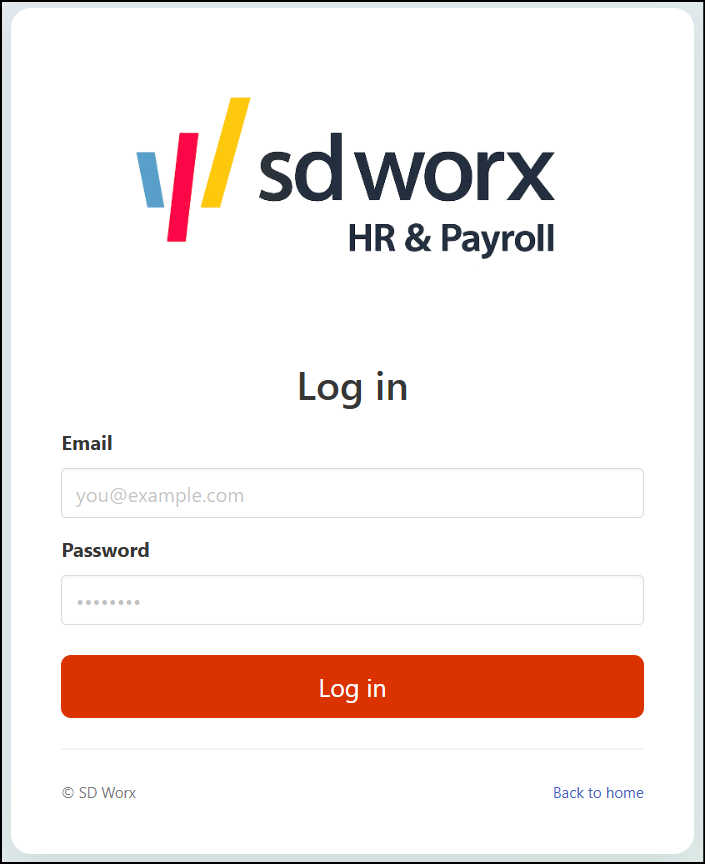 sd worx
HR & Payroll
Log in
Email
you@example.com
Password
••••••••
Log in
© SD Worx
Back to home